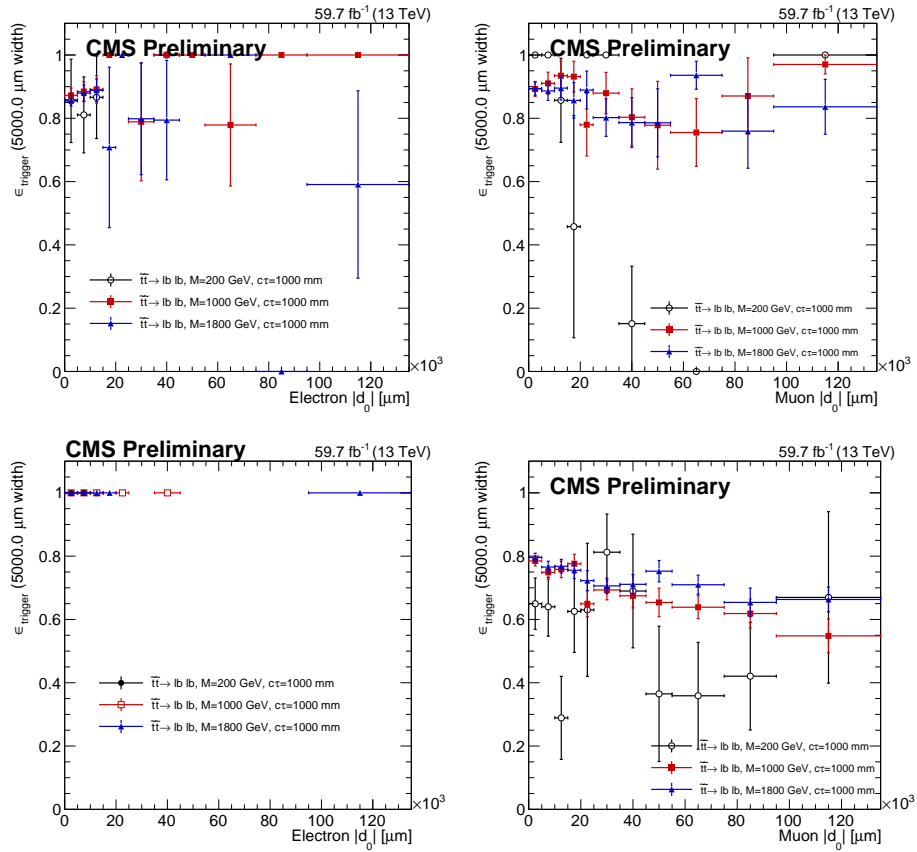 59.7 fb⁻¹ (13 TeV)
CMS Preliminary
ϵ trigger (5000.0 μm width)
1
0.8
0.6
0.4
0.2
0
t̃t̃→ lb lb, M=200 GeV, cτ=1000 mm
t̃t̃→ lb lb, M=1000 GeV, cτ=1000 mm
t̃t̃→ lb lb, M=1800 GeV, cτ=1000 mm
0 20 40 60 80 100 120 ×10³
Electron |d₀| [μm]
59.7 fb⁻¹ (13 TeV)
CMS Preliminary
ϵ trigger (5000.0 μm width)
1
0.8
0.6
0.4
0.2
0
t̃t̃→ lb lb, M=200 GeV, cτ=1000 mm
t̃t̃→ lb lb, M=1000 GeV, cτ=1000 mm
t̃t̃→ lb lb, M=1800 GeV, cτ=1000 mm
0 20 40 60 80 100 120 ×10³
Muon |d₀| [μm]
CMS Preliminary 59.7 fb⁻¹ (13 TeV)
ϵ trigger (5000.0 μm width)
1
0.8
0.6
0.4
0.2
0
t̃t̃→ lb lb, M=200 GeV, cτ=1000 mm
t̃t̃→ lb lb, M=1000 GeV, cτ=1000 mm
t̃t̃→ lb lb, M=1800 GeV, cτ=1000 mm
0 20 40 60 80 100 120 ×10³
Electron |d₀| [μm]
59.7 fb⁻¹ (13 TeV)
CMS Preliminary
ϵ trigger (5000.0 μm width)
1
0.8
0.6
0.4
0.2
0
t̃t̃→ lb lb, M=200 GeV, cτ=1000 mm
t̃t̃→ lb lb, M=1000 GeV, cτ=1000 mm
t̃t̃→ lb lb, M=1800 GeV, cτ=1000 mm
0 20 40 60 80 100 120 ×10³
Muon |d₀| [μm]